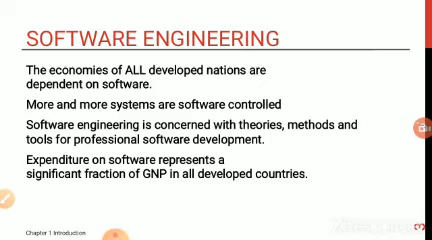 SOFTWARE ENGINEERING
The economies of ALL developed nations are
dependent on software.
More and more systems are software controlled
Software engineering is concerned with theories, methods and
tools for professional software development.
Expenditure on software represents a
significant fraction of GNP in all developed countries.
Chapter 1 Introduction
3